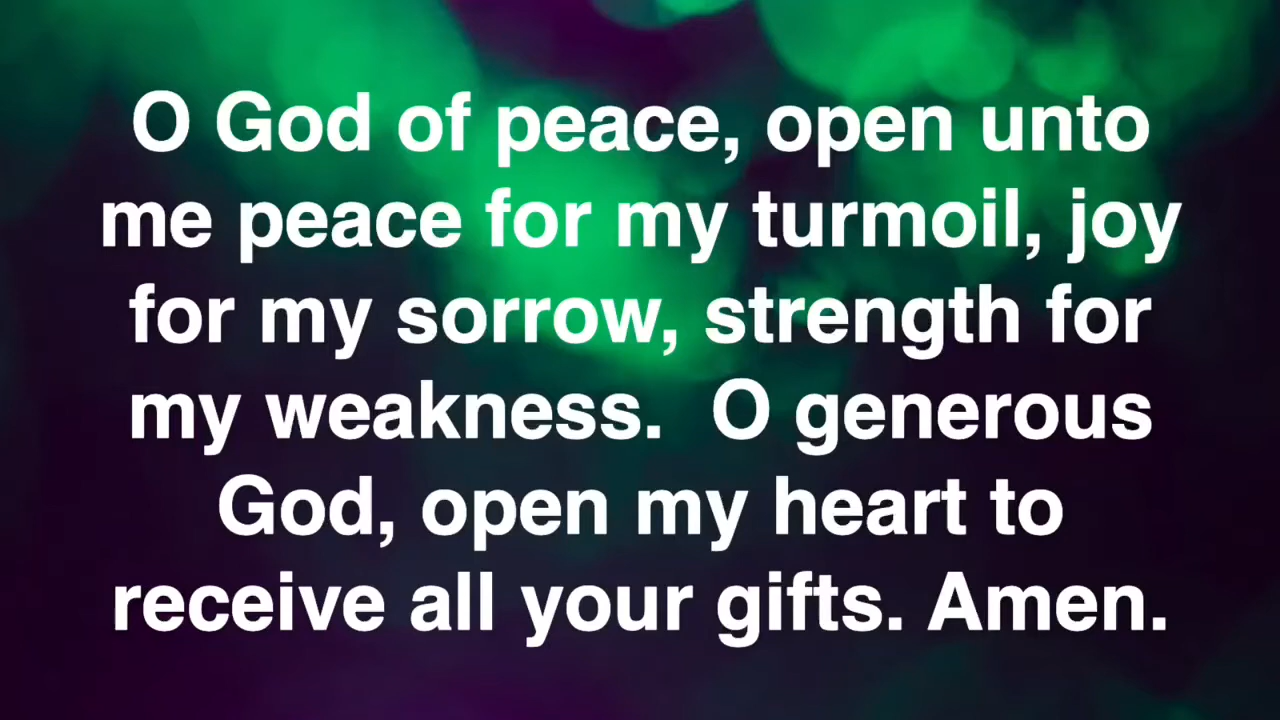 O God of peace, open unto
me peace for my turmoil, joy
for my sorrow, strength for
my weakness.  O generous
God, open my heart to
receive all your gifts. Amen.